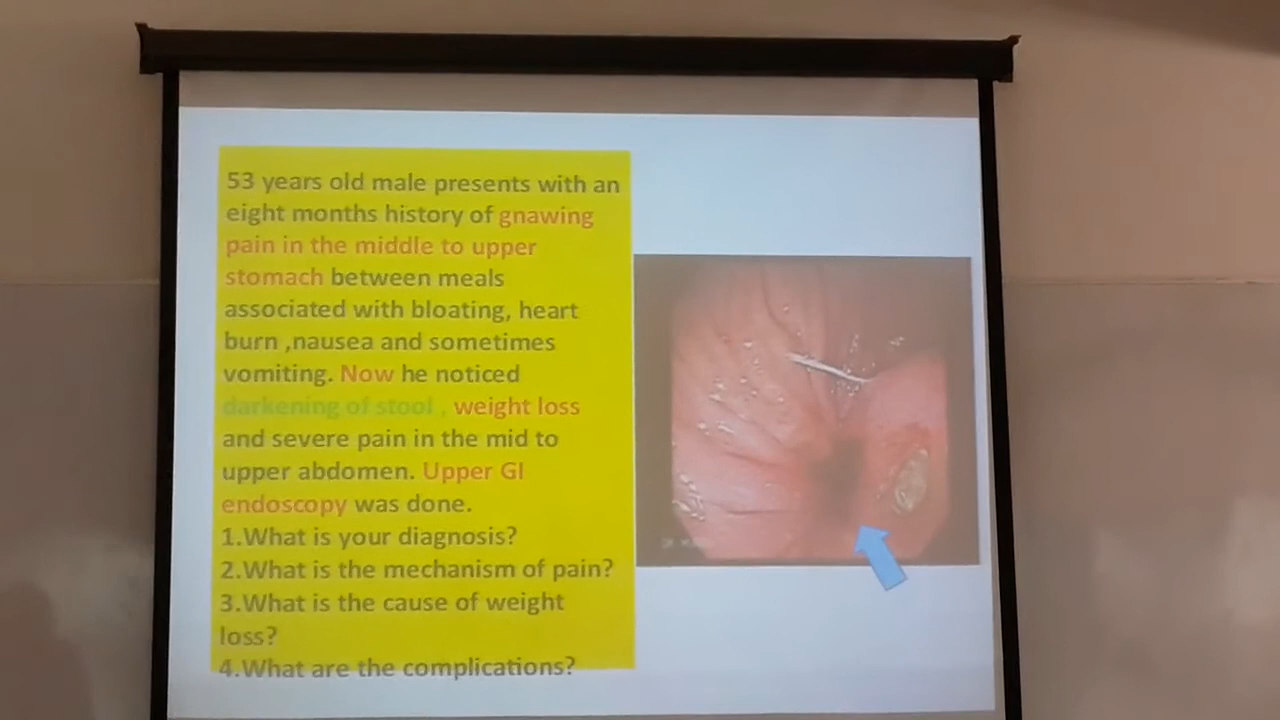 53 years old male presents with an
eight months history of gnawing
pain in the middle to upper
stomach between meals
associated with bloating, heart
burn ,nausea and sometimes
vomiting. Now he noticed
darkening of stool , weight loss
and severe pain in the mid to
upper abdomen. Upper GI
endoscopy was done.
1.What is your diagnosis?
2.What is the mechanism of pain?
3.What is the cause of weight
loss?
4.What are the complications?